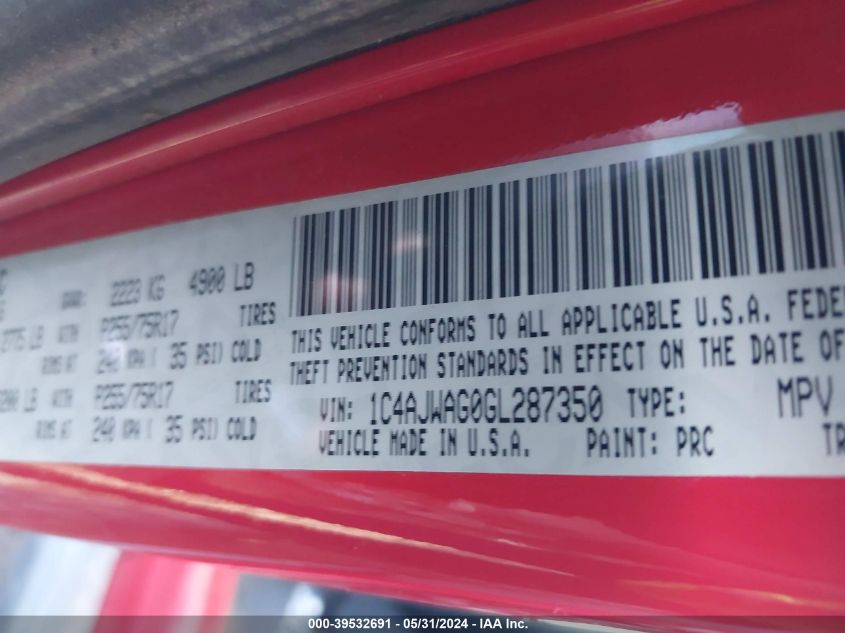 C
GVWR: 2223 KG 4900 LB
2775 LB WITH P255/75R17 TIRES
RIMS AT 240 KPA ( 35 PSI) COLD
3200 LB WITH P255/75R17 TIRES
RIMS AT 240 KPA ( 35 PSI) COLD
THIS VEHICLE CONFORMS TO ALL APPLICABLE U.S.A. FEDE
THEFT PREVENTION STANDARDS IN EFFECT ON THE DATE OF
VIN: 1C4AJWAG0GL287350 TYPE: MPV
VEHICLE MADE IN U.S.A. PAINT: PRC TR
000-39532691 - 05/31/2024 - IAA Inc.